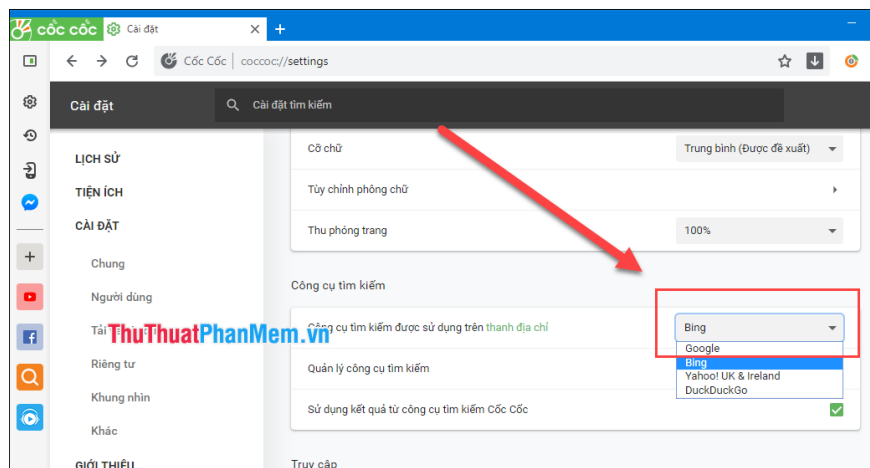 cốc cốc Cài đặt
Cốc Cốc coccoc://settings
Cài đặt
Cài đặt tìm kiếm
LỊCH SỬ
TIỆN ÍCH
CÀI ĐẶT
Chung
Người dùng
Riêng tư
Khung nhìn
Khác
GIỚI THIỆU
Cỡ chữ
Trung bình (Được đề xuất)
Tùy chỉnh phông chữ
Thu phóng trang
100%
Công cụ tìm kiếm
Công cụ tìm kiếm được sử dụng trên thanh địa chỉ
Bing
Google
Bing
Yahoo! UK & Ireland
DuckDuckGo
Quản lý công cụ tìm kiếm
Sử dụng kết quả từ công cụ tìm kiếm Cốc Cốc
Truy cập
ThuThuatPhanMem.vn